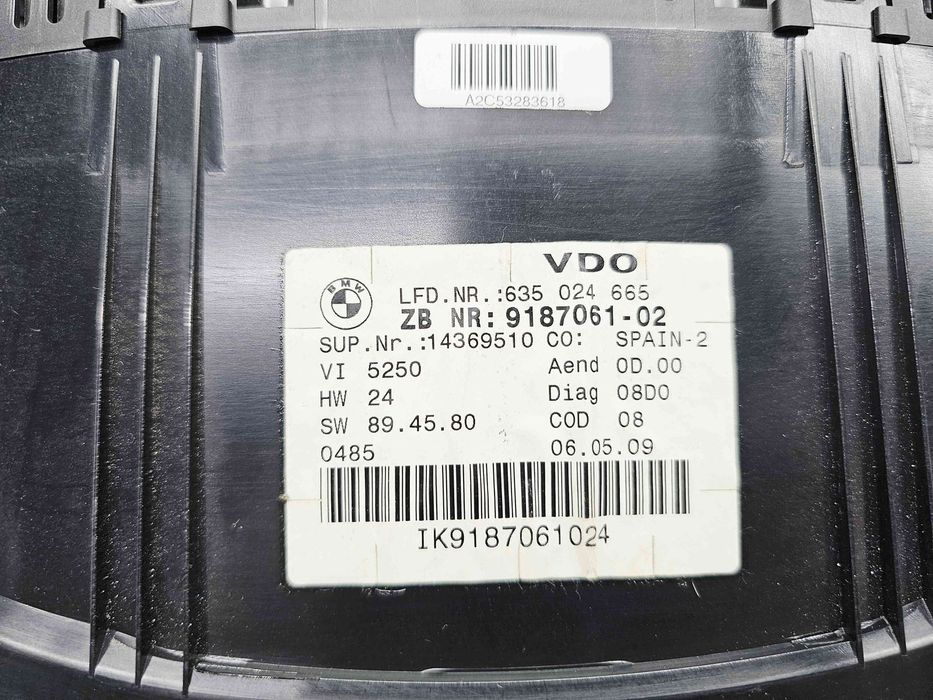 A2C53283618
VDO
BMW
LFD.NR.:635 024 665
ZB NR: 9187061-02
SUP.Nr.:14369510 CO: SPAIN-2
VI 5250 Aend 0D.00
HW 24 Diag 08D0
SW 89.45.80 COD 08
0485 06.05.09
IK9187061024